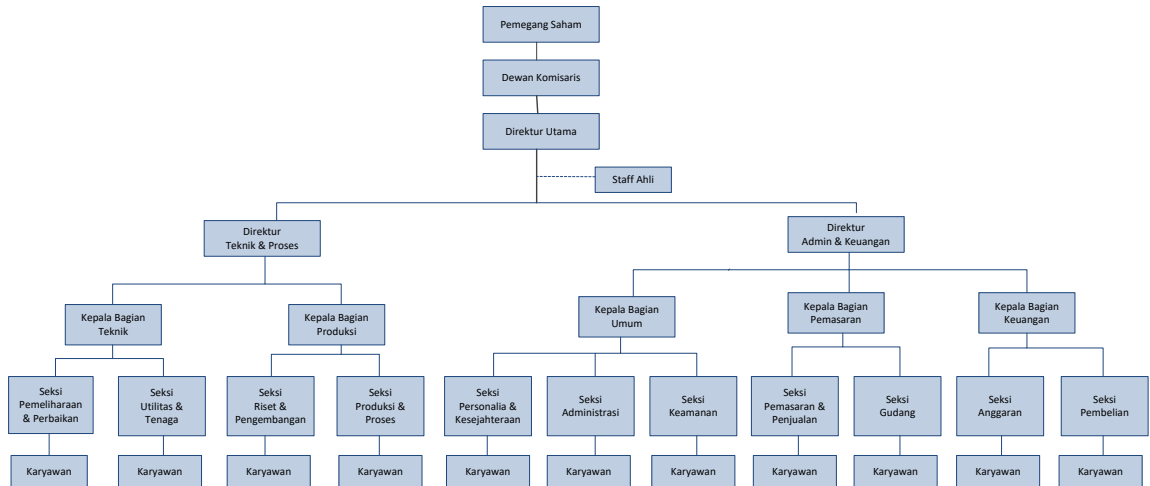 Pemegang Saham
Dewan Komisaris
Direktur Utama
Staff Ahli
Direktur
Teknik & Proses
Direktur
Admin & Keuangan
Kepala Bagian
Teknik
Kepala Bagian
Produksi
Kepala Bagian
Umum
Kepala Bagian
Pemasaran
Kepala Bagian
Keuangan
Seksi
Pemeliharaan
& Perbaikan
Seksi
Utilitas &
Tenaga
Seksi
Riset &
Pengembangan
Seksi
Produksi &
Proses
Seksi
Personalia &
Kesejahteraan
Seksi
Administrasi
Seksi
Keamanan
Seksi
Pemasaran &
Penjualan
Seksi
Gudang
Seksi
Anggaran
Seksi
Pembelian
Karyawan
Karyawan
Karyawan
Karyawan
Karyawan
Karyawan
Karyawan
Karyawan
Karyawan
Karyawan
Karyawan